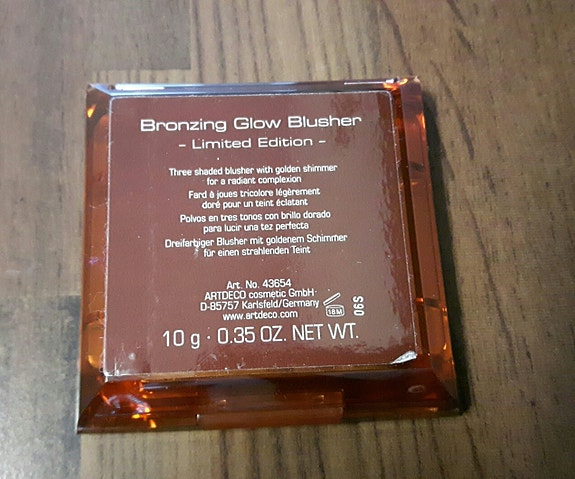 Bronzing Glow Blusher
- Limited Edition -
Three shaded blusher with golden shimmer
for a radiant complexion
Fard à joues tricolore légèrement
doré pour un teint éclatant
Polvos en tres tonos con brillo dorado
para lucir una tez perfecta
Dreifarbiger Blusher mit goldenem Schimmer
für einen strahlenden Teint
Art. No. 43654
ARTDECO cosmetic GmbH
D-85757 Karlsfeld/Germany
www.artdeco.com
18M
06S
10 g · 0.35 OZ. NET WT.